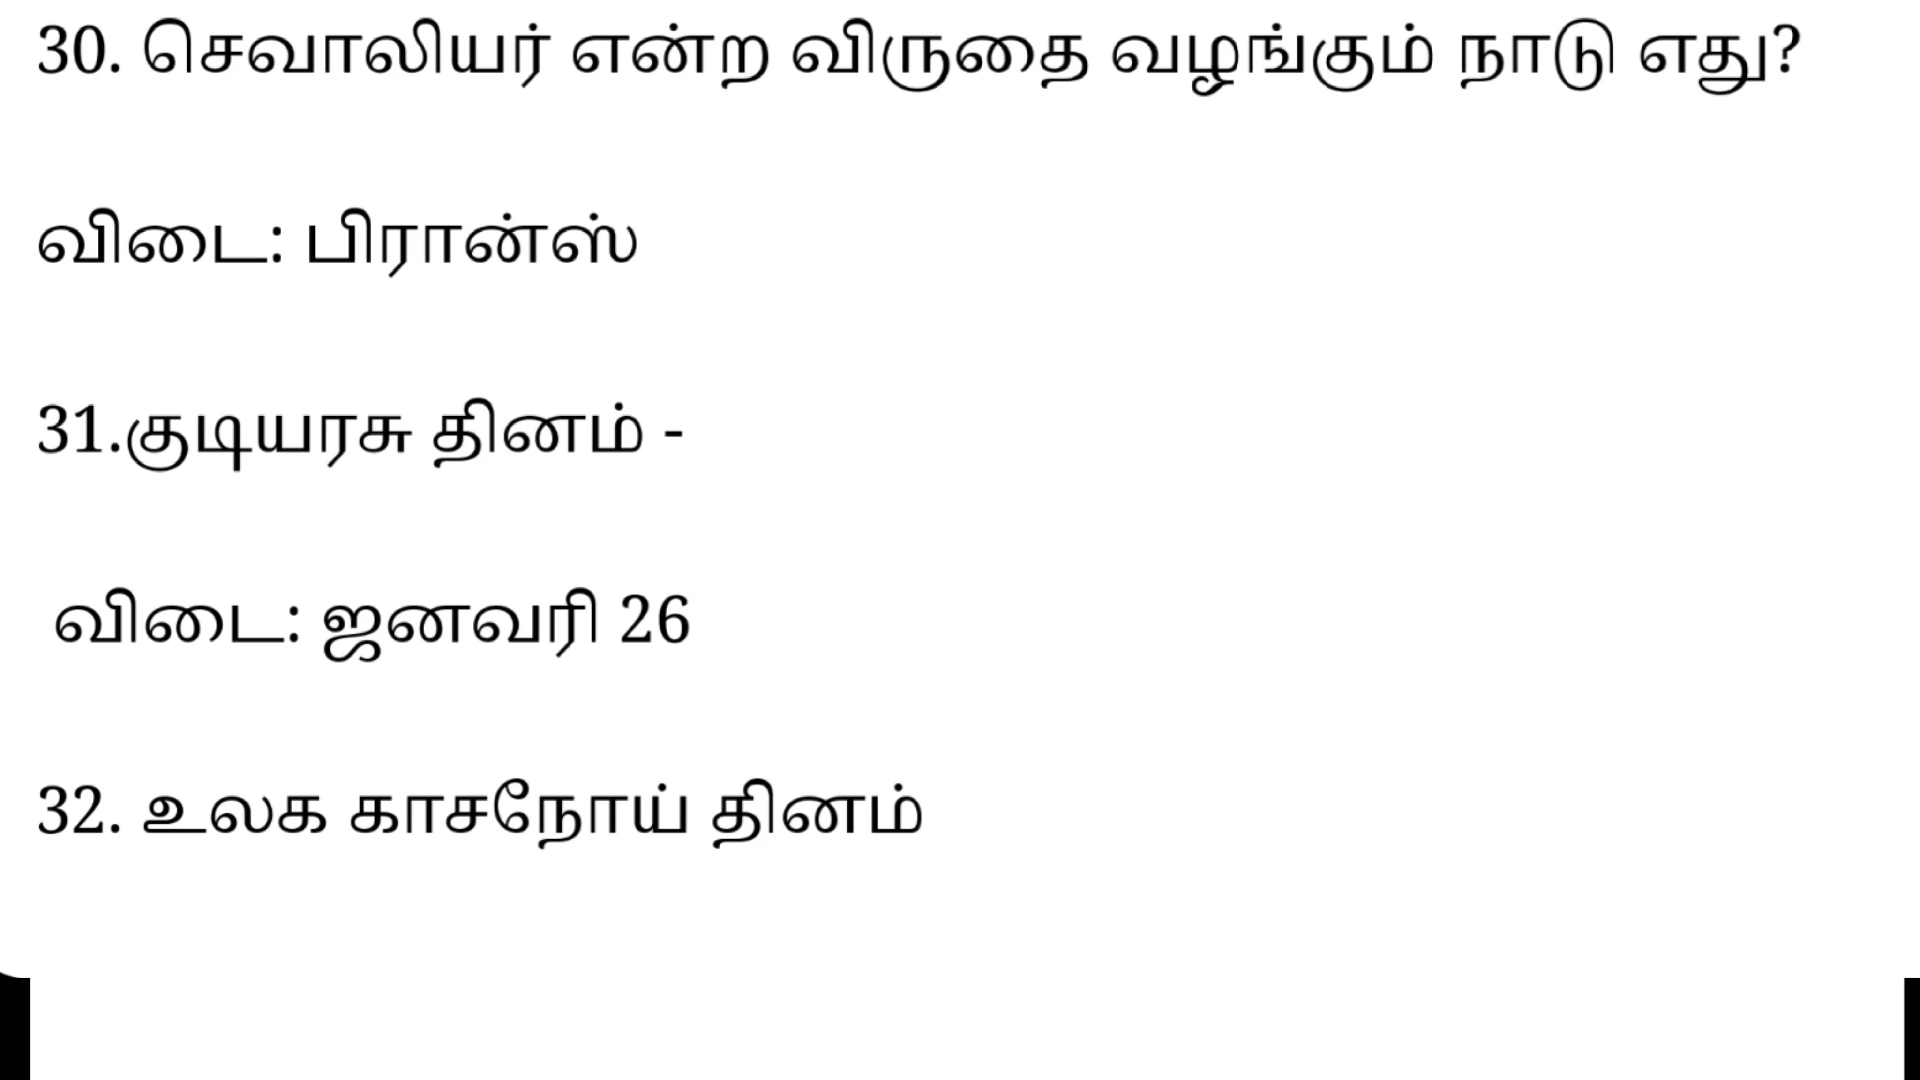 30. செவாலியர் என்ற விருதை வழங்கும் நாடு எது?
விடை: பிரான்ஸ்
31.குடியரசு தினம் -
விடை: ஜனவரி 26
32. உலக காசநோய் தினம்